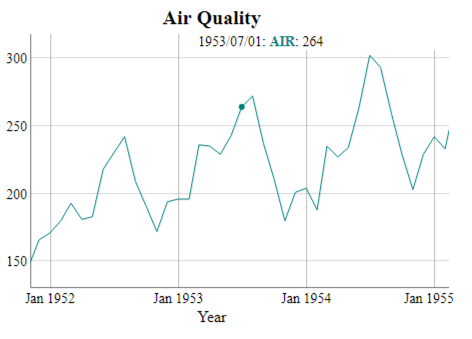 Air Quality
1953/07/01: AIR: 264
300
250
200
150
Jan 1952 Jan 1953 Jan 1954 Jan 1955
Year